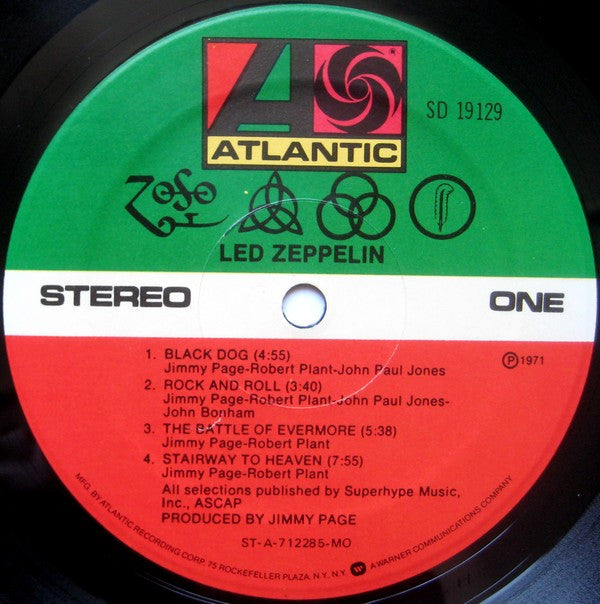 ATLANTIC
®
SD 19129
LED ZEPPELIN
STEREO
ONE
1. BLACK DOG (4:55)
Jimmy Page-Robert Plant-John Paul Jones
℗1971
2. ROCK AND ROLL (3:40)
Jimmy Page-Robert Plant-John Paul Jones-
John Bonham
3. THE BATTLE OF EVERMORE (5:38)
Jimmy Page-Robert Plant
4. STAIRWAY TO HEAVEN (7:55)
Jimmy Page-Robert Plant
All selections published by Superhype Music,
Inc., ASCAP
PRODUCED BY JIMMY PAGE
ST-A-712285-MO
MFG. BY ATLANTIC RECORDING CORP. 75 ROCKEFELLER PLAZA. N.Y. N.Y. A WARNER COMMUNICATIONS COMPANY